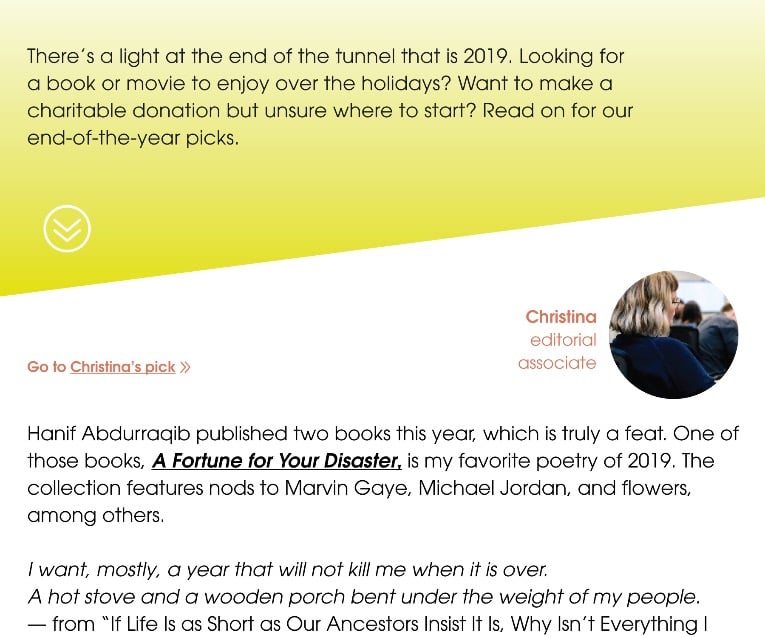 There's a light at the end of the tunnel that is 2019. Looking for
a book or movie to enjoy over the holidays? Want to make a
charitable donation but unsure where to start? Read on for our
end-of-the-year picks.
Christina
editorial
associate
Go to Christina's pick »
Hanif Abdurraqib published two books this year, which is truly a feat. One of
those books, A Fortune for Your Disaster, is my favorite poetry of 2019. The
collection features nods to Marvin Gaye, Michael Jordan, and flowers,
among others.
I want, mostly, a year that will not kill me when it is over.
A hot stove and a wooden porch bent under the weight of my people.
— from “If Life Is as Short as Our Ancestors Insist It Is, Why Isn't Everything I